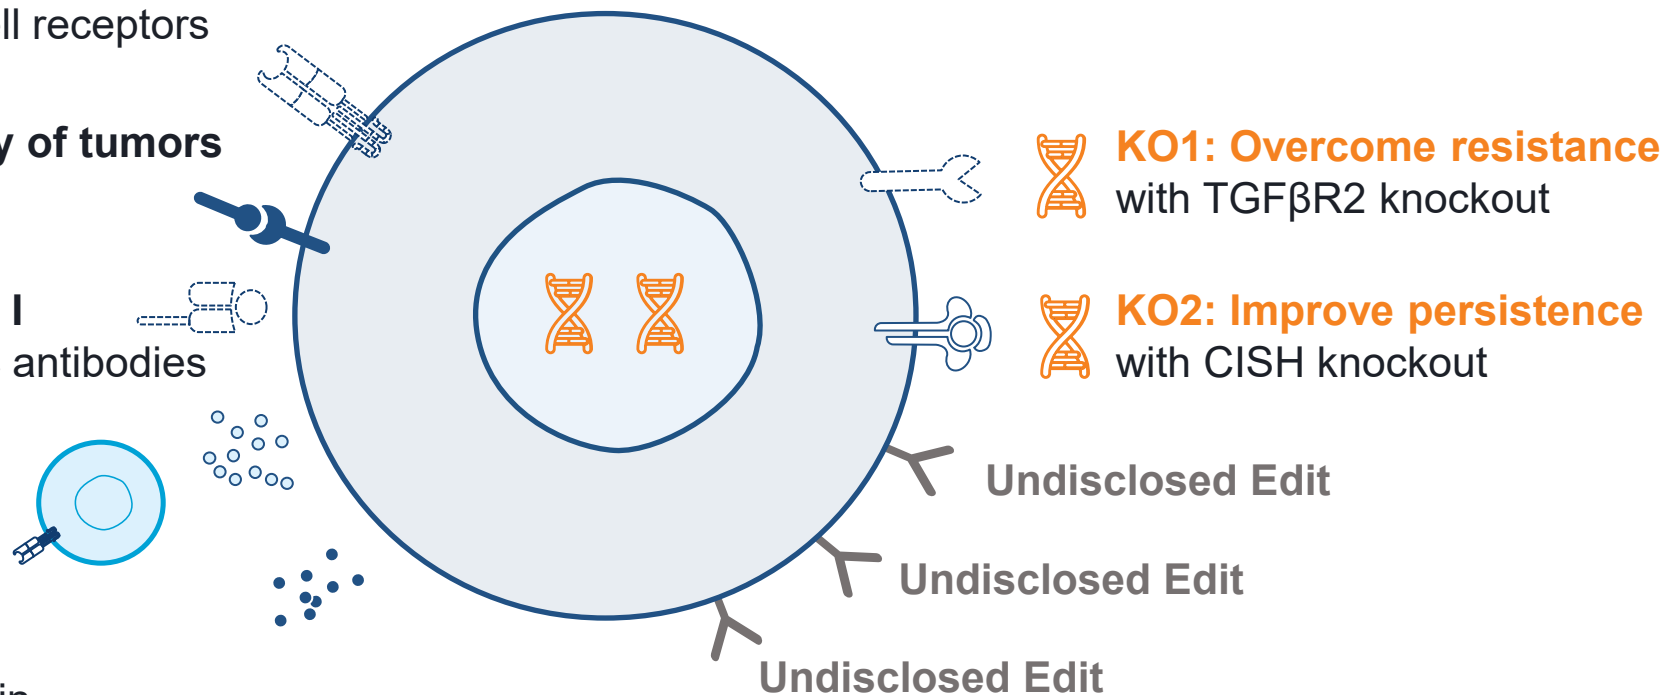 ll receptors
y of tumors
I
antibodies
KO1: Overcome resistance
with TGFβR2 knockout
KO2: Improve persistence
with CISH knockout
Undisclosed Edit
Undisclosed Edit
Undisclosed Edit